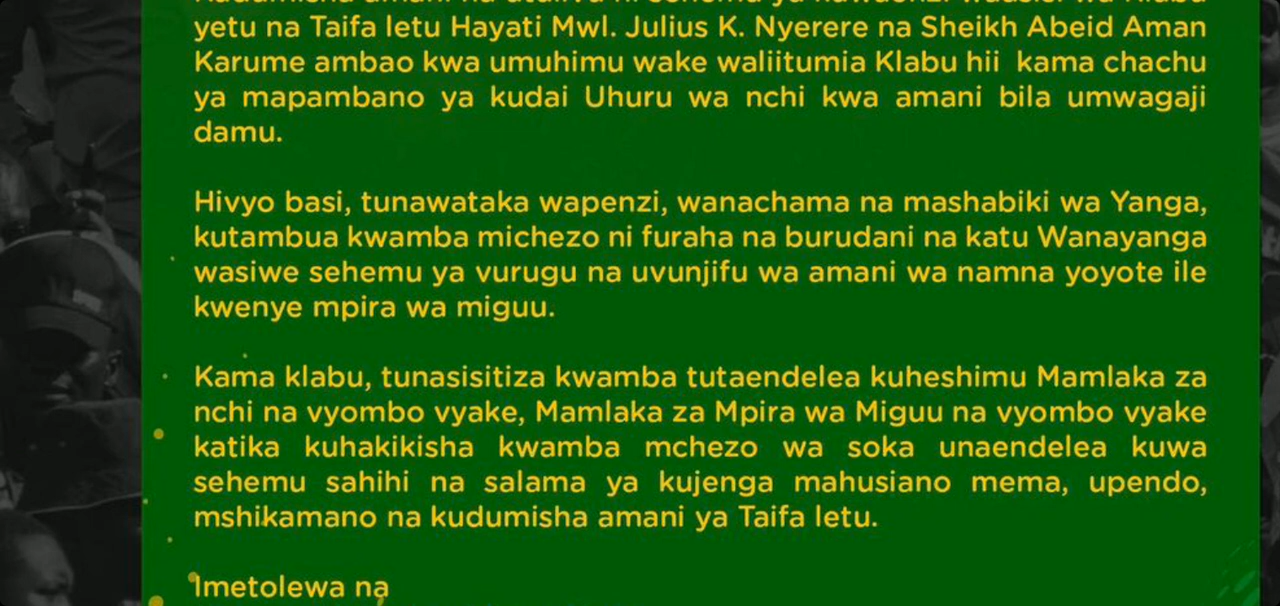 yetu na Taifa letu Hayati Mwl. Julius K. Nyerere na Sheikh Abeid Aman
Karume ambao kwa umuhimu wake waliitumia Klabu hii kama chachu
ya mapambano ya kudai Uhuru wa nchi kwa amani bila umwagaji
damu.
Hivyo basi, tunawataka wapenzi, wanachama na mashabiki wa Yanga,
kutambua kwamba michezo ni furaha na burudani na katu Wanayanga
wasiwe sehemu ya vurugu na uvunjifu wa amani wa namna yoyote ile
kwenye mpira wa miguu.
Kama klabu, tunasisitiza kwamba tutaendelea kuheshimu Mamlaka za
nchi na vyombo vyake, Mamlaka za Mpira wa Miguu na vyombo vyake
katika kuhakikisha kwamba mchezo wa soka unaendelea kuwa
sehemu sahihi na salama ya kujenga mahusiano mema, upendo,
mshikamano na kudumisha amani ya Taifa letu.
Imetolewa na